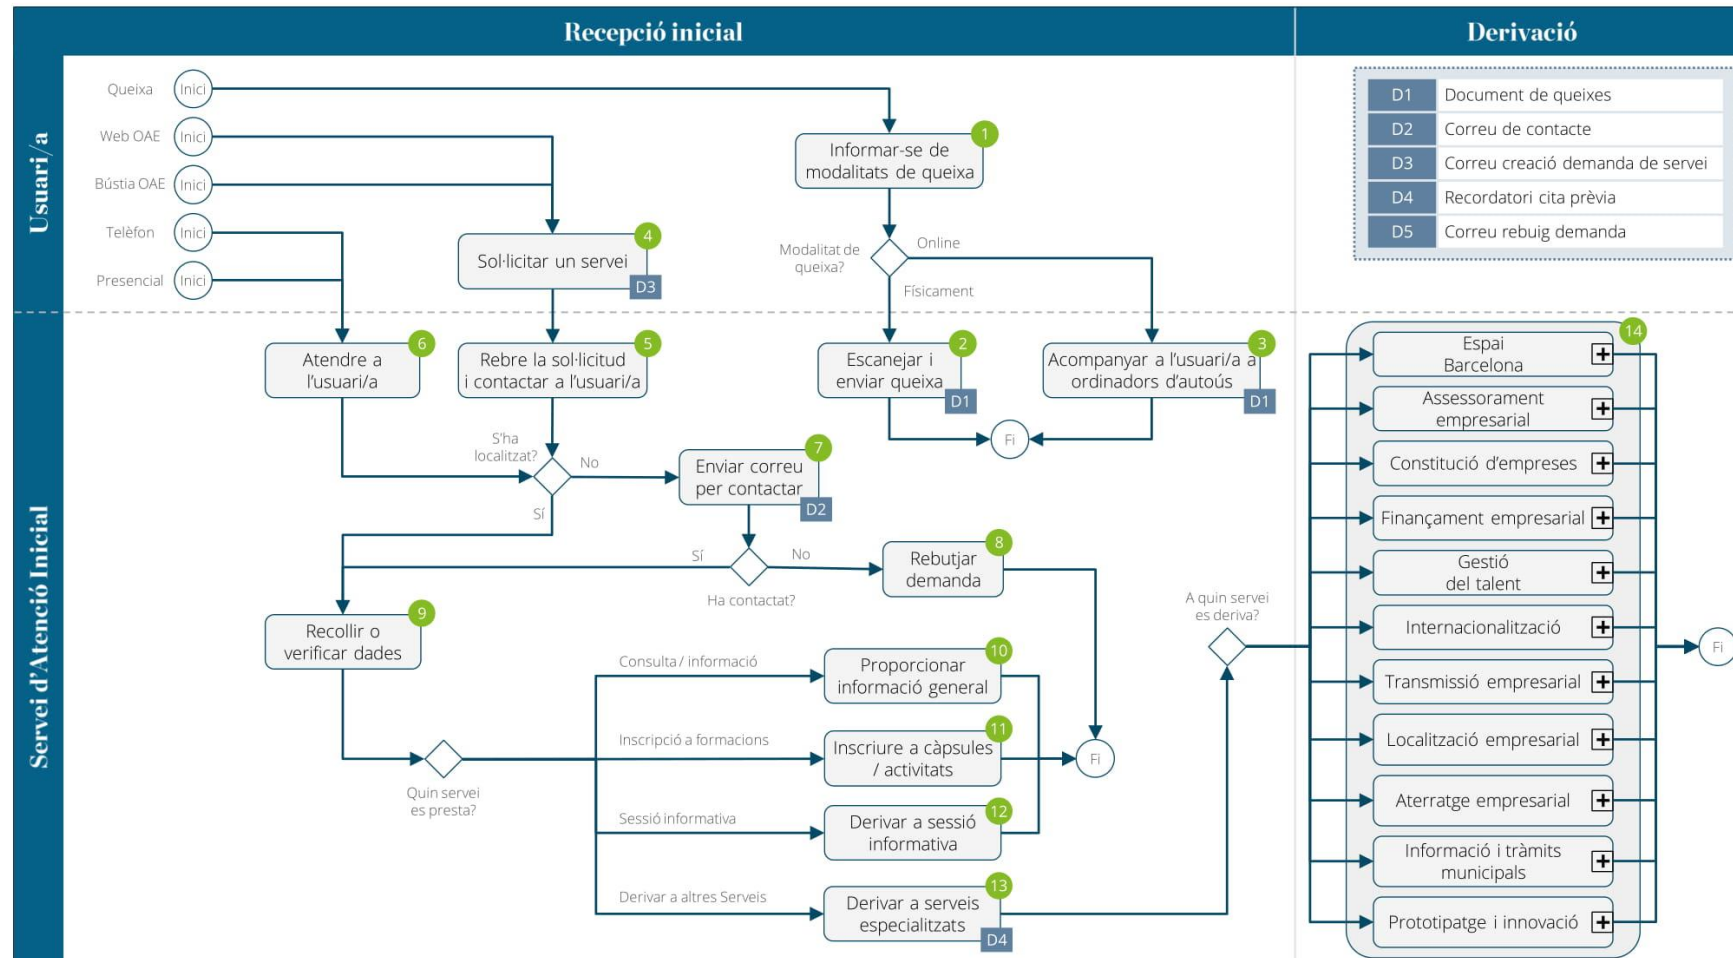 Recepció inicial
Derivació
Usuari/a
Servei d'Atenció Inicial
Queixa
Inici
Web OAE
Inici
Bústia OAE
Inici
Telèfon
Inici
Presencial
Inici
1
Informar-se de
modalitats de queixa
4
Sol·licitar un servei
D3
Modalitat de
queixa?
Online
Físicament
D1
Document de queixes
D2
Correu de contacte
D3
Correu creació demanda de servei
D4
Recordatori cita prèvia
D5
Correu rebuig demanda
6
Atendre a
l'usuari/a
5
Rebre la sol·licitud
i contactar a l'usuari/a
2
Escanejar i
enviar queixa
D1
3
Acompanyar a l'usuari/a a
ordinadors d'autoús
D1
Fi
S'ha
localitzat?
No
Sí
7
Enviar correu
per contactar
D2
Sí
No
Ha contactat?
8
Rebutjar
demanda
9
Recollir o
verificar dades
Quin servei
es presta?
Consulta / informació
10
Proporcionar
informació general
Inscripció a formacions
11
Inscriure a càpsules
/ activitats
Fi
Sessió informativa
12
Derivar a sessió
informativa
Derivar a altres Serveis
13
Derivar a serveis
especialitzats
D4
A quin servei
es deriva?
14
Espai
Barcelona
Assessorament
empresarial
Constitució d'empreses
Finançament empresarial
Gestió
del talent
Internacionalització
Transmissió empresarial
Localització empresarial
Aterratge empresarial
Informació i tràmits
municipals
Prototipatge i innovació
Fi